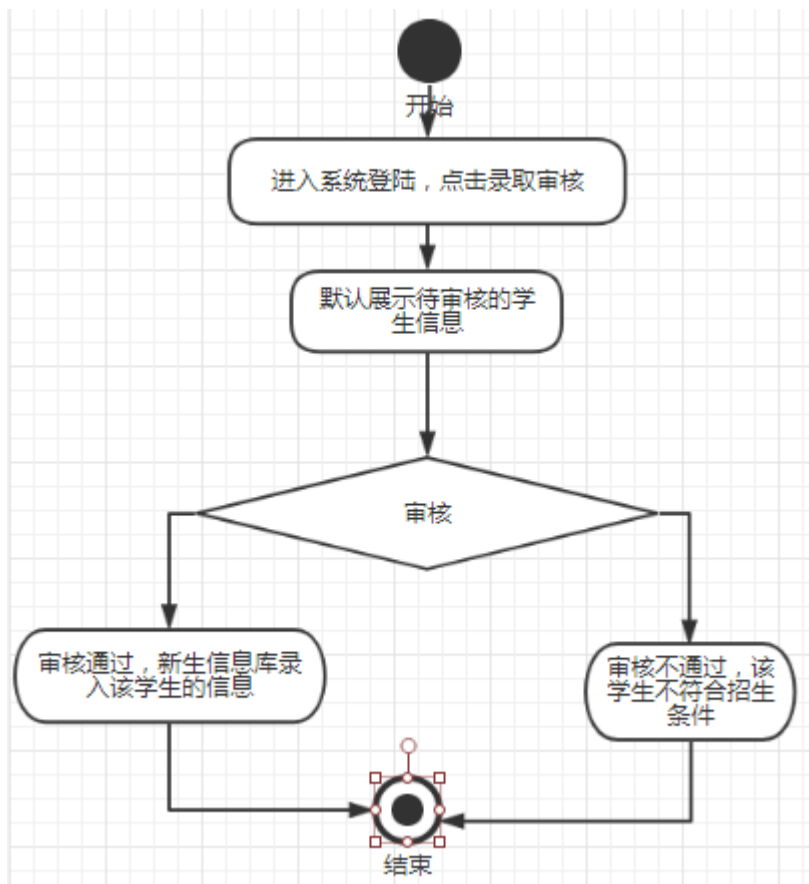 开始
进入系统登陆，点击录取审核
默认展示待审核的学
生信息
审核
审核通过，新生信息库录
入该学生的信息
审核不通过，该
学生不符合招生
条件
结束